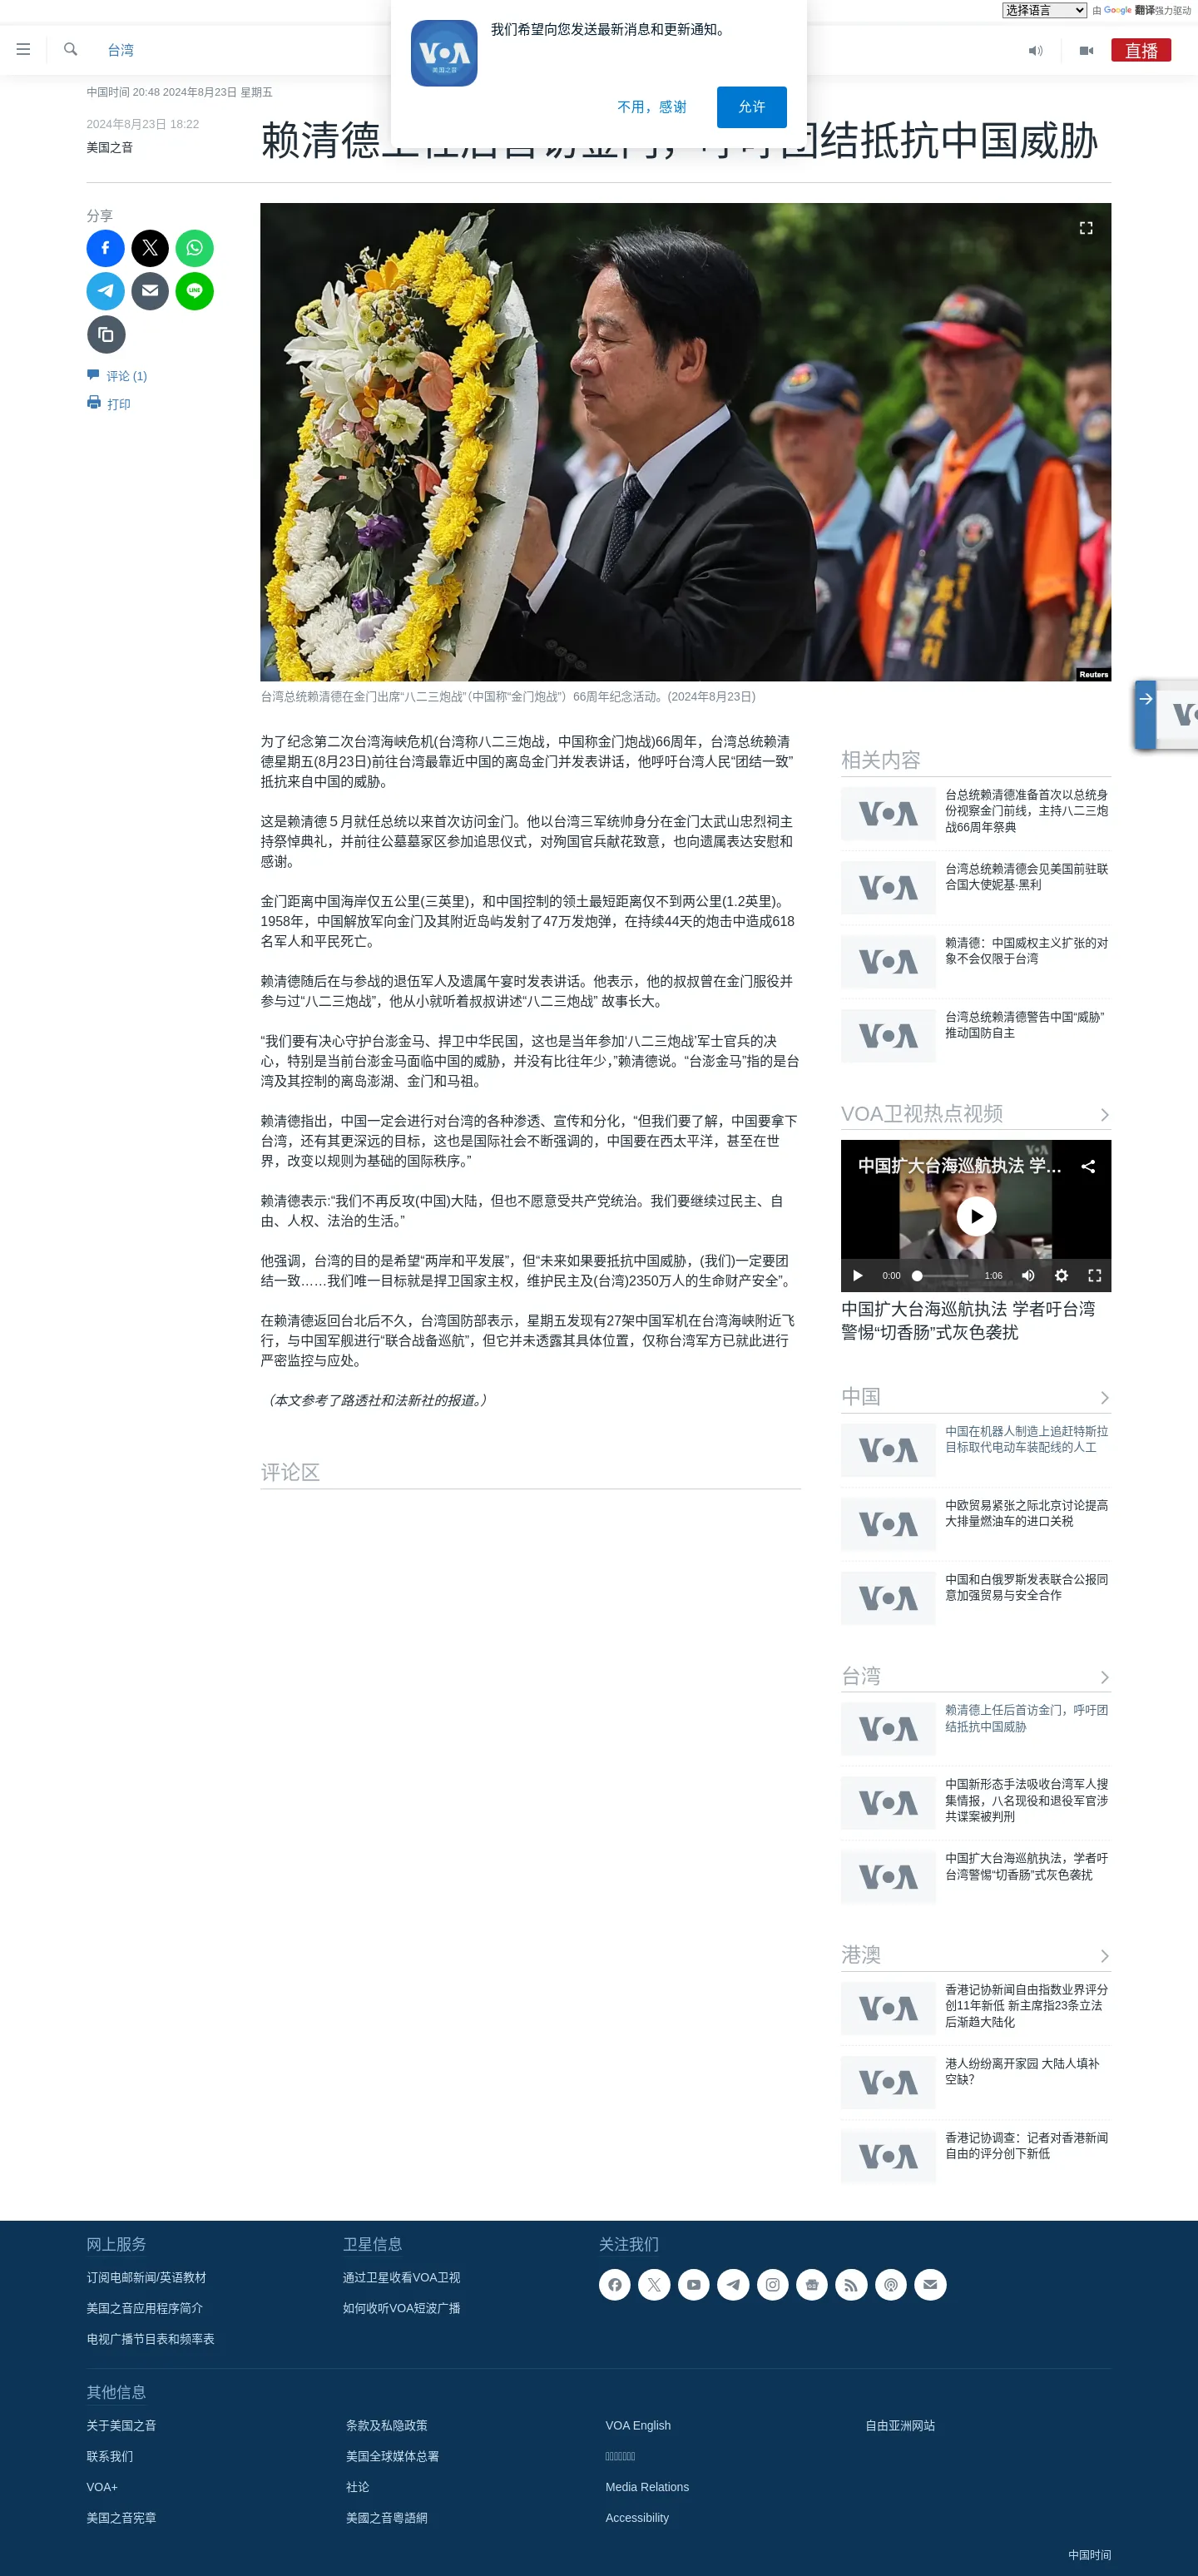 选择语言 由 Google 翻译强力驱动
我们希望向您发送最新消息和更新通知。
VOA
美国之音
不用，感谢
允许
台湾
直播
中国时间 20:48 2024年8月23日 星期五
2024年8月23日 18:22
美国之音
赖清德上任后首访金门，呼吁团结抵抗中国威胁
分享
LINE
评论 (1)
打印
Reuters
台湾总统赖清德在金门出席“八二三炮战”（中国称“金门炮战”）66周年纪念活动。(2024年8月23日)
为了纪念第二次台湾海峡危机(台湾称八二三炮战，中国称金门炮战)66周年，台湾总统赖清
德星期五(8月23日)前往台湾最靠近中国的离岛金门并发表讲话，他呼吁台湾人民“团结一致”
抵抗来自中国的威胁。
这是赖清德５月就任总统以来首次访问金门。他以台湾三军统帅身分在金门太武山忠烈祠主
持祭悼典礼，并前往公墓墓家区参加追思仪式，对殉国官兵献花致意，也向遗属表达安慰和
感谢。
金门距离中国海岸仅五公里(三英里)，和中国控制的领土最短距离仅不到两公里(1.2英里)。
1958年，中国解放军向金门及其附近岛屿发射了47万发炮弹，在持续44天的炮击中造成618
名军人和平民死亡。
赖清德随后在与参战的退伍军人及遗属午宴时发表讲话。他表示，他的叔叔曾在金门服役并
参与过“八二三炮战”，他从小就听着叔叔讲述“八二三炮战” 故事长大。
“我们要有决心守护台澎金马、捍卫中华民国，这也是当年参加‘八二三炮战’军士官兵的决
心，特别是当前台澎金马面临中国的威胁，并没有比往年少，”赖清德说。“台澎金马”指的是台
湾及其控制的离岛澎湖、金门和马祖。
赖清德指出，中国一定会进行对台湾的各种渗透、宣传和分化，“但我们要了解，中国要拿下
台湾，还有其更深远的目标，这也是国际社会不断强调的，中国要在西太平洋，甚至在世
界，改变以规则为基础的国际秩序。”
赖清德表示:“我们不再反攻(中国)大陆，但也不愿意受共产党统治。我们要继续过民主、自
由、人权、法治的生活。”
他强调，台湾的目的是希望“两岸和平发展”，但“未来如果要抵抗中国威胁，(我们)一定要团
结一致……我们唯一目标就是捍卫国家主权，维护民主及(台湾)2350万人的生命财产安全”。
在赖清德返回台北后不久，台湾国防部表示，星期五发现有27架中国军机在台湾海峡附近飞
行，与中国军舰进行“联合战备巡航”，但它并未透露其具体位置，仅称台湾军方已就此进行
严密监控与应处。
（本文参考了路透社和法新社的报道。）
评论区
相关内容
VOA
台总统赖清德准备首次以总统身
份视察金门前线，主持八二三炮
战66周年祭典
VOA
台湾总统赖清德会见美国前驻联
合国大使妮基·黑利
VOA
赖清德：中国威权主义扩张的对
象不会仅限于台湾
VOA
台湾总统赖清德警告中国“威胁”
推动国防自主
VOA卫视热点视频
中国扩大台海巡航执法 学...
VOA
0:00
1:06
中国扩大台海巡航执法 学者吁台湾
警惕“切香肠”式灰色袭扰
中国
VOA
中国在机器人制造上追赶特斯拉
目标取代电动车装配线的人工
VOA
中欧贸易紧张之际北京讨论提高
大排量燃油车的进口关税
VOA
中国和白俄罗斯发表联合公报同
意加强贸易与安全合作
台湾
VOA
赖清德上任后首访金门，呼吁团
结抵抗中国威胁
VOA
中国新形态手法吸收台湾军人搜
集情报，八名现役和退役军官涉
共谍案被判刑
VOA
中国扩大台海巡航执法，学者吁
台湾警惕“切香肠”式灰色袭扰
港澳
VOA
香港记协新闻自由指数业界评分
创11年新低 新主席指23条立法
后渐趋大陆化
VOA
港人纷纷离开家园 大陆人填补
空缺？
VOA
香港记协调查：记者对香港新闻
自由的评分创下新低
网上服务
订阅电邮新闻/英语教材
美国之音应用程序简介
电视广播节目表和频率表
卫星信息
通过卫星收看VOA卫视
如何收听VOA短波广播
关注我们
其他信息
关于美国之音
联系我们
VOA+
美国之音宪章
条款及私隐政策
美国全球媒体总署
社论
美國之音粵語網
VOA English
Media Relations
Accessibility
自由亚洲网站
中国时间